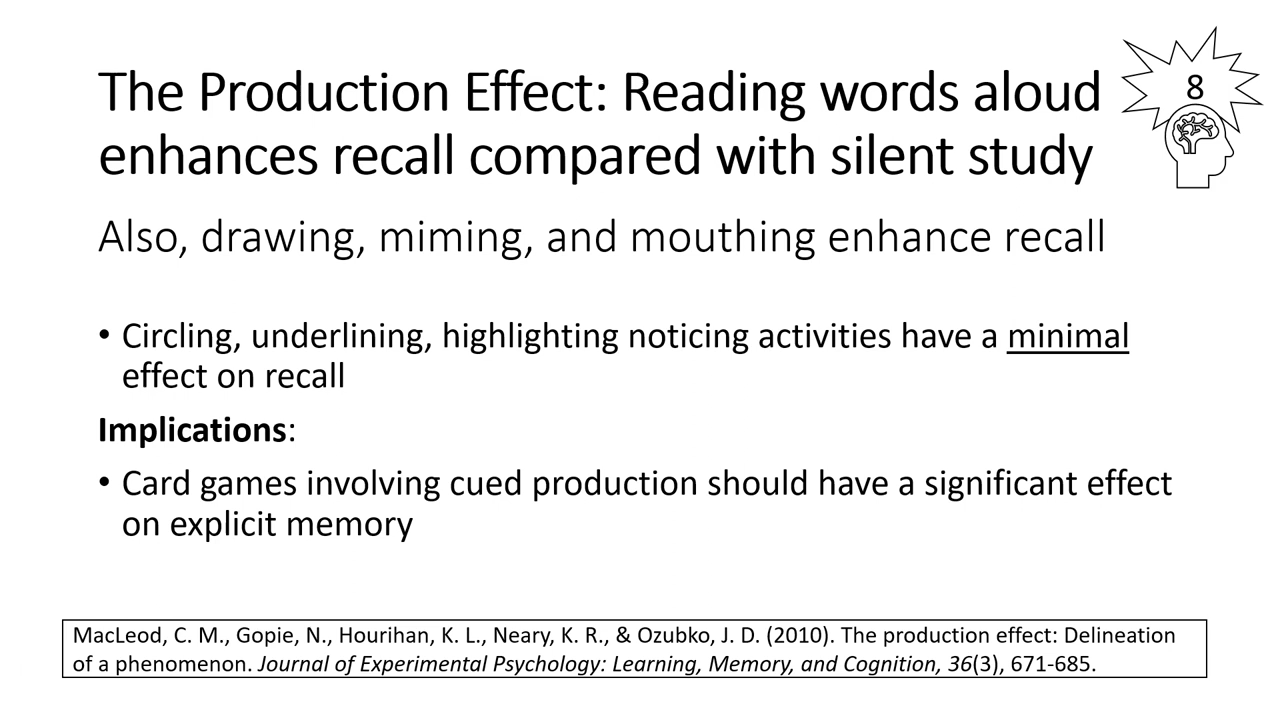 The Production Effect: Reading words aloud
enhances recall compared with silent study
8
Also, drawing, miming, and mouthing enhance recall
• Circling, underlining, highlighting noticing activities have a minimal
effect on recall
Implications:
• Card games involving cued production should have a significant effect
on explicit memory
MacLeod, C. M., Gopie, N., Hourihan, K. L., Neary, K. R., & Ozubko, J. D. (2010). The production effect: Delineation
of a phenomenon. Journal of Experimental Psychology: Learning, Memory, and Cognition, 36(3), 671-685.